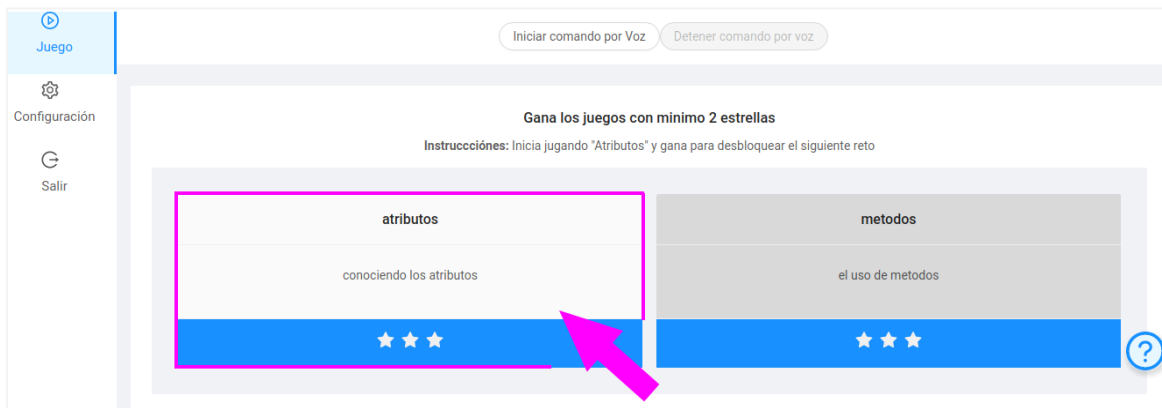 Juego
Configuración
Salir
Iniciar comando por Voz
Detener comando por voz
Gana los juegos con minimo 2 estrellas
Instruccciónes: Inicia jugando "Atributos" y gana para desbloquear el siguiente reto
atributos
conociendo los atributos
metodos
el uso de metodos
?